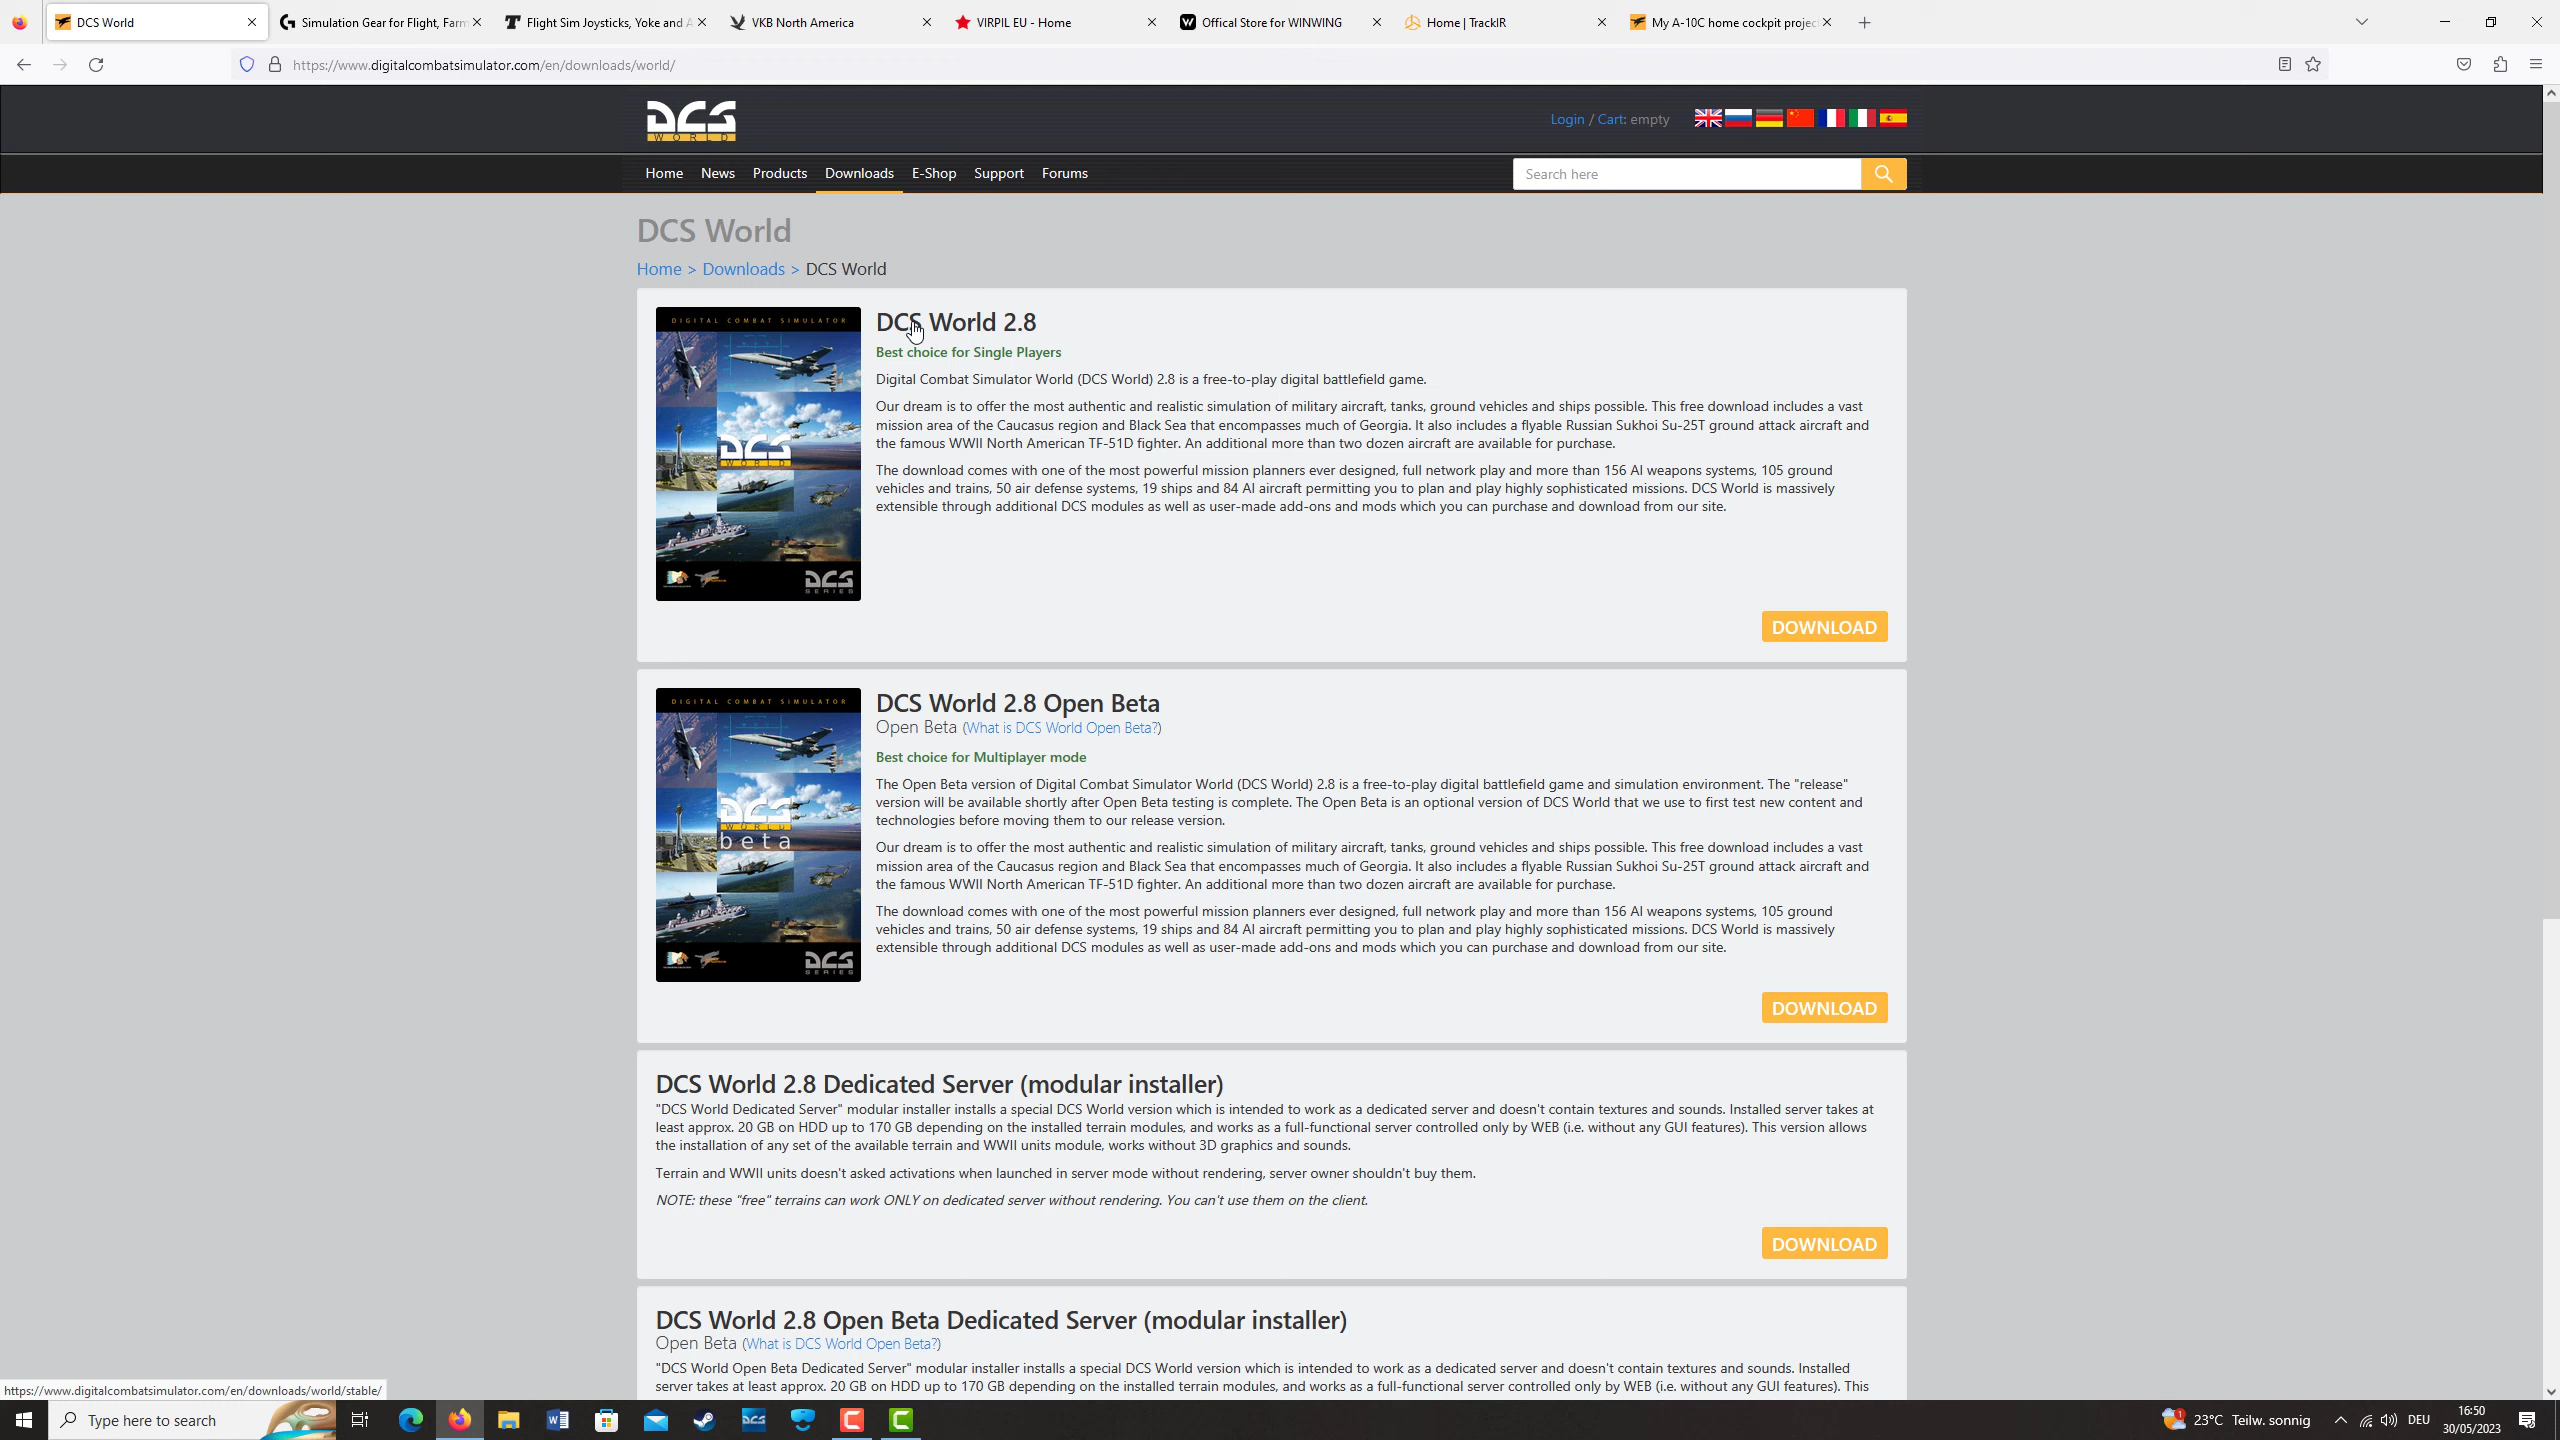 DCS World
Simulation Gear for Flight, Farm
Flight Sim Joysticks, Yoke and A
VKB North America
VIRPIL EU - Home
Offical Store for WINWING
Home | TrackIR
My A-10C home cockpit projec
https://www.digitalcombatsimulator.com/en/downloads/world/
DCS
WORLD
Login / Cart: empty
Home News Products Downloads E-Shop Support Forums
Search here
DCS World
Home > Downloads > DCS World
DIGITAL COMBAT SIMULATOR
DCS
WORLD
DCS
SERIES
DCS World 2.8
Best choice for Single Players
Digital Combat Simulator World (DCS World) 2.8 is a free-to-play digital battlefield game.
Our dream is to offer the most authentic and realistic simulation of military aircraft, tanks, ground vehicles and ships possible. This free download includes a vast
mission area of the Caucasus region and Black Sea that encompasses much of Georgia. It also includes a flyable Russian Sukhoi Su-25T ground attack aircraft and
the famous WWII North American TF-51D fighter. An additional more than two dozen aircraft are available for purchase.
The download comes with one of the most powerful mission planners ever designed, full network play and more than 156 AI weapons systems, 105 ground
vehicles and trains, 50 air defense systems, 19 ships and 84 AI aircraft permitting you to plan and play highly sophisticated missions. DCS World is massively
extensible through additional DCS modules as well as user-made add-ons and mods which you can purchase and download from our site.
DOWNLOAD
DIGITAL COMBAT SIMULATOR
DCS
WORLD
beta
DCS
SERIES
DCS World 2.8 Open Beta
Open Beta (What is DCS World Open Beta?)
Best choice for Multiplayer mode
The Open Beta version of Digital Combat Simulator World (DCS World) 2.8 is a free-to-play digital battlefield game and simulation environment. The "release"
version will be available shortly after Open Beta testing is complete. The Open Beta is an optional version of DCS World that we use to first test new content and
technologies before moving them to our release version.
Our dream is to offer the most authentic and realistic simulation of military aircraft, tanks, ground vehicles and ships possible. This free download includes a vast
mission area of the Caucasus region and Black Sea that encompasses much of Georgia. It also includes a flyable Russian Sukhoi Su-25T ground attack aircraft and
the famous WWII North American TF-51D fighter. An additional more than two dozen aircraft are available for purchase.
The download comes with one of the most powerful mission planners ever designed, full network play and more than 156 AI weapons systems, 105 ground
vehicles and trains, 50 air defense systems, 19 ships and 84 AI aircraft permitting you to plan and play highly sophisticated missions. DCS World is massively
extensible through additional DCS modules as well as user-made add-ons and mods which you can purchase and download from our site.
DOWNLOAD
DCS World 2.8 Dedicated Server (modular installer)
"DCS World Dedicated Server" modular installer installs a special DCS World version which is intended to work as a dedicated server and doesn't contain textures and sounds. Installed server takes at
least approx. 20 GB on HDD up to 170 GB depending on the installed terrain modules, and works as a full-functional server controlled only by WEB (i.e. without any GUI features). This version allows
the installation of any set of the available terrain and WWII units module, works without 3D graphics and sounds.
Terrain and WWII units doesn't asked activations when launched in server mode without rendering, server owner shouldn't buy them.
NOTE: these "free" terrains can work ONLY on dedicated server without rendering. You can't use them on the client.
DOWNLOAD
DCS World 2.8 Open Beta Dedicated Server (modular installer)
Open Beta (What is DCS World Open Beta?)
"DCS World Open Beta Dedicated Server" modular installer installs a special DCS World version which is intended to work as a dedicated server and doesn't contain textures and sounds. Installed
server takes at least approx. 20 GB on HDD up to 170 GB depending on the installed terrain modules, and works as a full-functional server controlled only by WEB (i.e. without any GUI features). This
https://www.digitalcombatsimulator.com/en/downloads/world/stable/
Type here to search
DCS
1
23°C Teilw. sonnig
DEU
16:50
30/05/2023